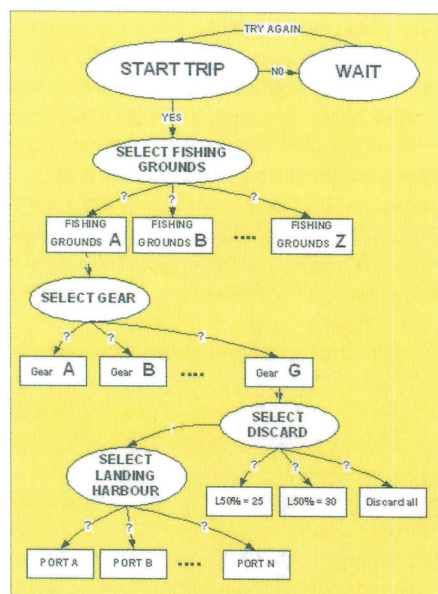 TRY AGAIN
START TRIP
NO
WAIT
YES
SELECT FISHING
GROUNDS
? ? ?
FISHING
GROUNDS A
FISHING
GROUNDS B
....
FISHING
GROUNDS Z
SELECT GEAR
? ? ?
Gear A
Gear B
....
Gear G
SELECT
DISCARD
SELECT
LANDING
HARBOUR
? ? ?
L50% = 25
L50% = 30
Discard all
? ? ?
PORT A
PORT B
....
PORT N